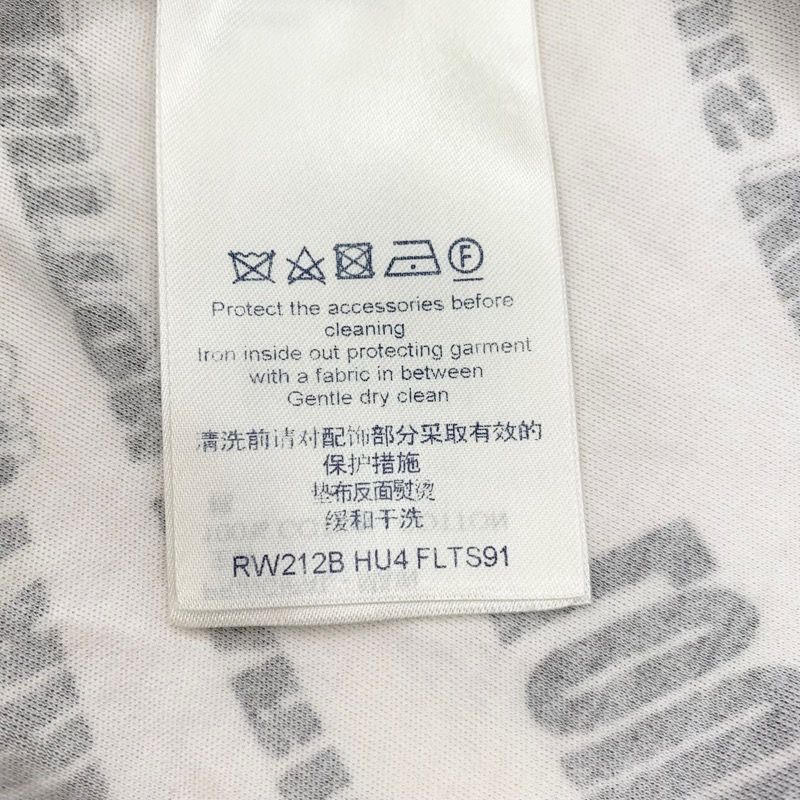 Protect the accessories before
cleaning
Iron inside out protecting garment
with a fabric in between
Gentle dry clean
清洗前请对配饰部分采取有效的
保护措施
垫布反面熨烫
缓和干洗
RW212B HU4 FLTS91